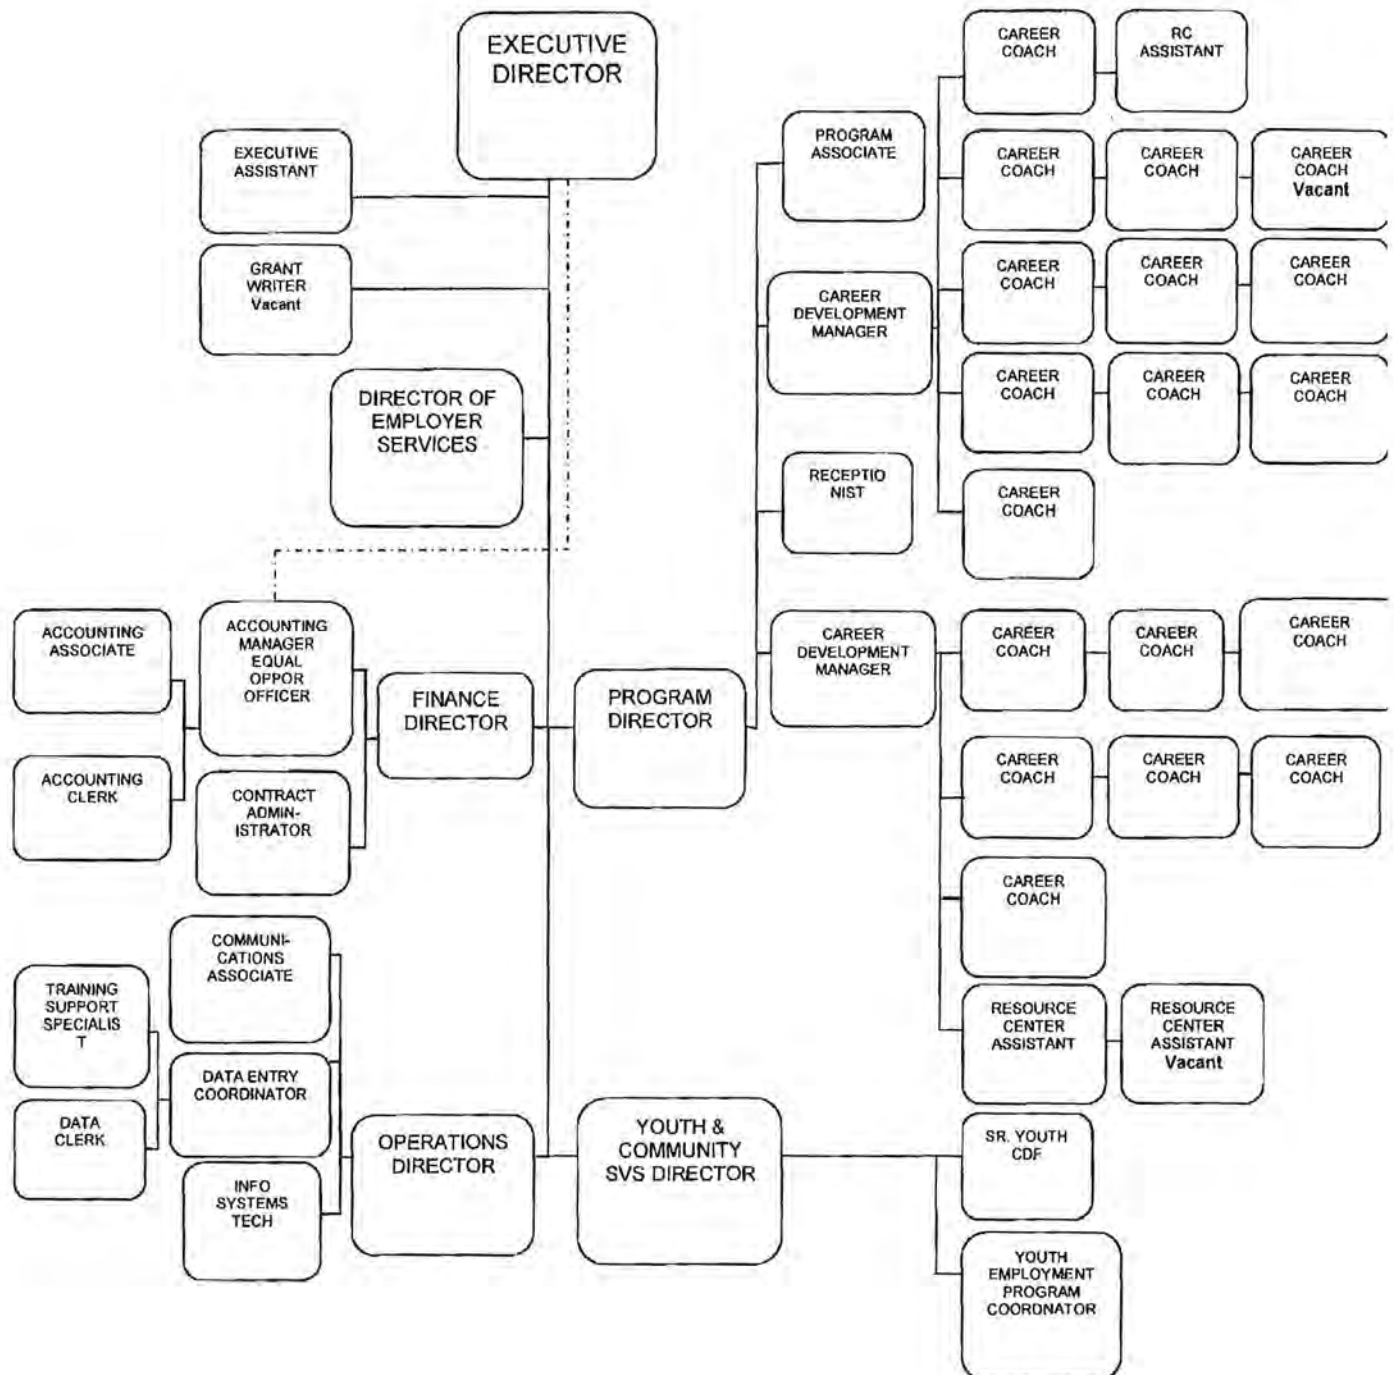 EXECUTIVE
DIRECTOR
EXECUTIVE
ASSISTANT
GRANT
WRITER
Vacant
DIRECTOR OF
EMPLOYER
SERVICES
ACCOUNTING
ASSOCIATE
ACCOUNTING
MANAGER
EQUAL
OPPOR
OFFICER
ACCOUNTING
CLERK
CONTRACT
ADMIN-
ISTRATOR
FINANCE
DIRECTOR
PROGRAM
DIRECTOR
COMMUNI-
CATIONS
ASSOCIATE
TRAINING
SUPPORT
SPECIALIS
T
DATA ENTRY
COORDINATOR
DATA
CLERK
INFO
SYSTEMS
TECH
OPERATIONS
DIRECTOR
YOUTH &
COMMUNITY
SVS DIRECTOR
PROGRAM
ASSOCIATE
CAREER
DEVELOPMENT
MANAGER
RECEPTIO
NIST
CAREER
DEVELOPMENT
MANAGER
CAREER
COACH
RC
ASSISTANT
CAREER
COACH
CAREER
COACH
CAREER
COACH
Vacant
CAREER
COACH
CAREER
COACH
CAREER
COACH
CAREER
COACH
CAREER
COACH
CAREER
COACH
CAREER
COACH
CAREER
COACH
CAREER
COACH
CAREER
COACH
CAREER
COACH
CAREER
COACH
CAREER
COACH
CAREER
COACH
RESOURCE
CENTER
ASSISTANT
RESOURCE
CENTER
ASSISTANT
Vacant
SR. YOUTH
CDF
YOUTH
EMPLOYMENT
PROGRAM
COORDNATOR